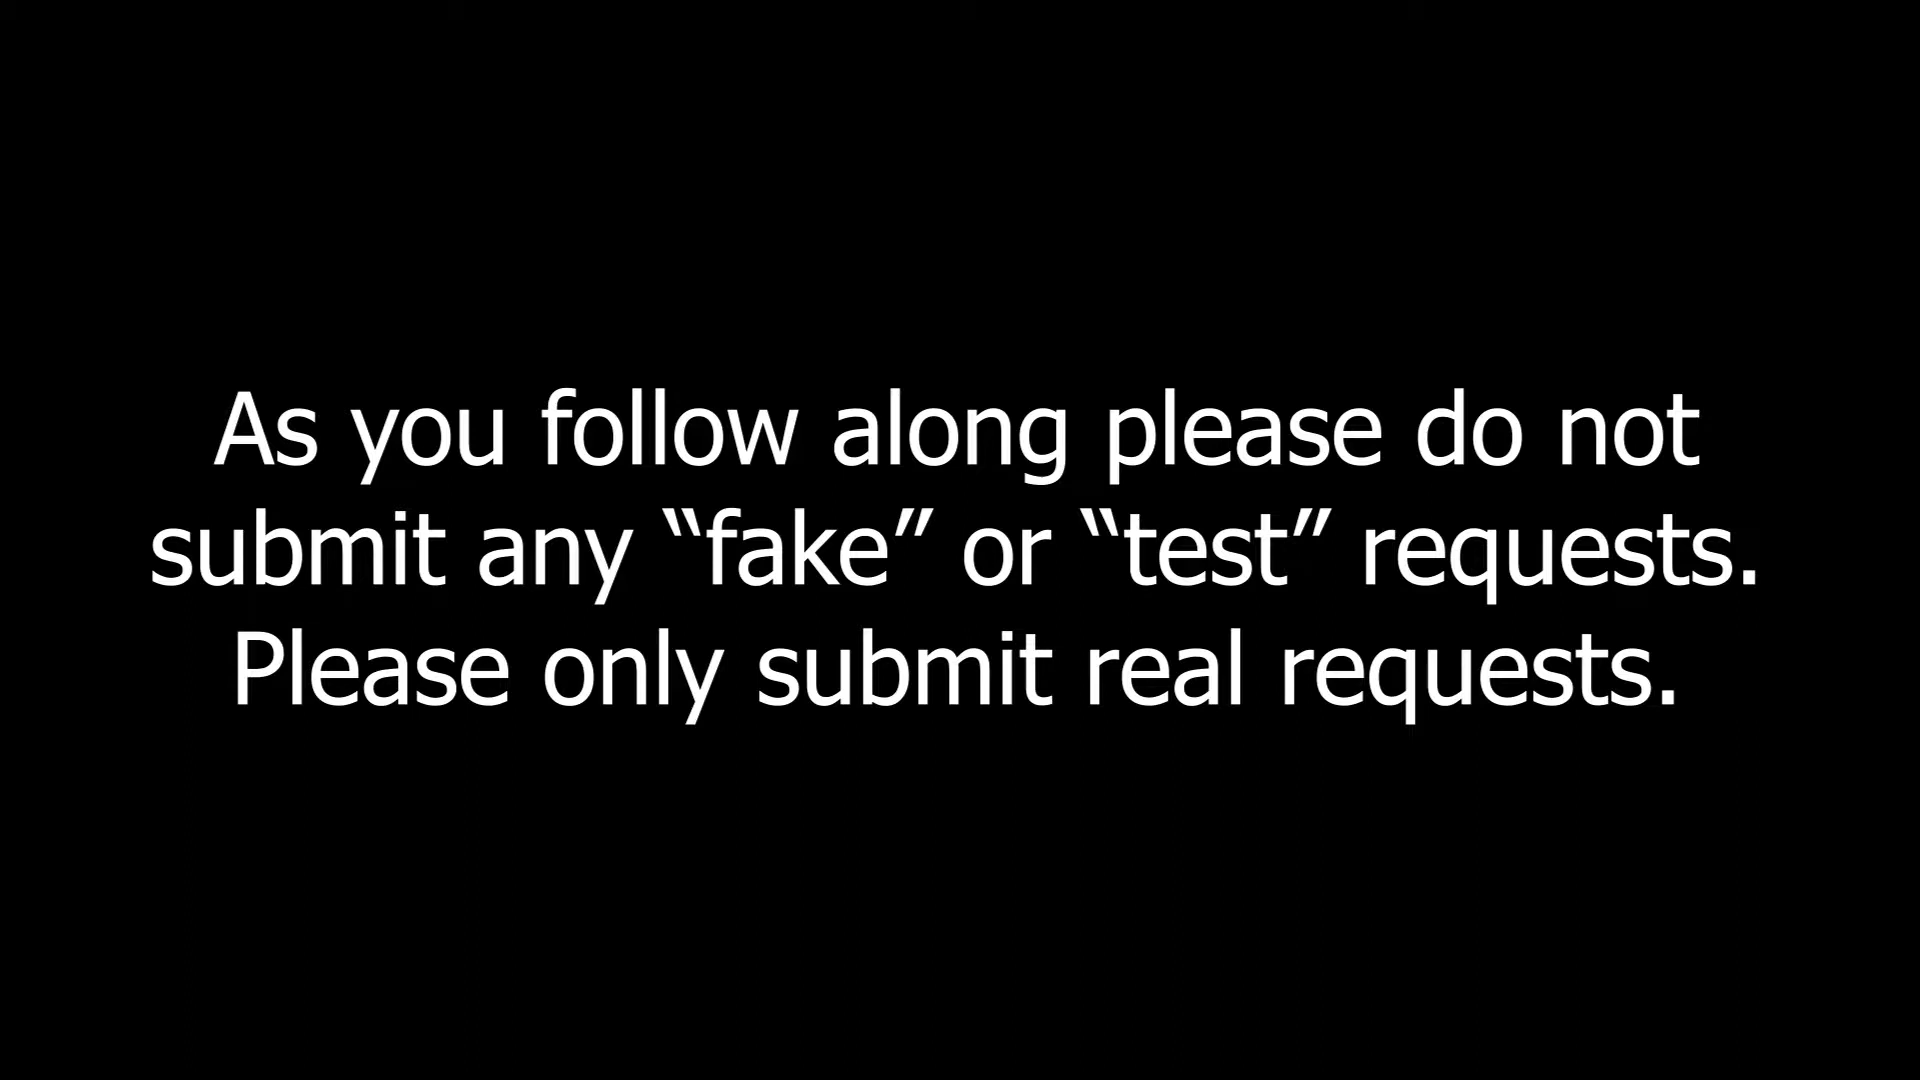 As you follow along please do not
submit any “fake” or “test” requests.
Please only submit real requests.